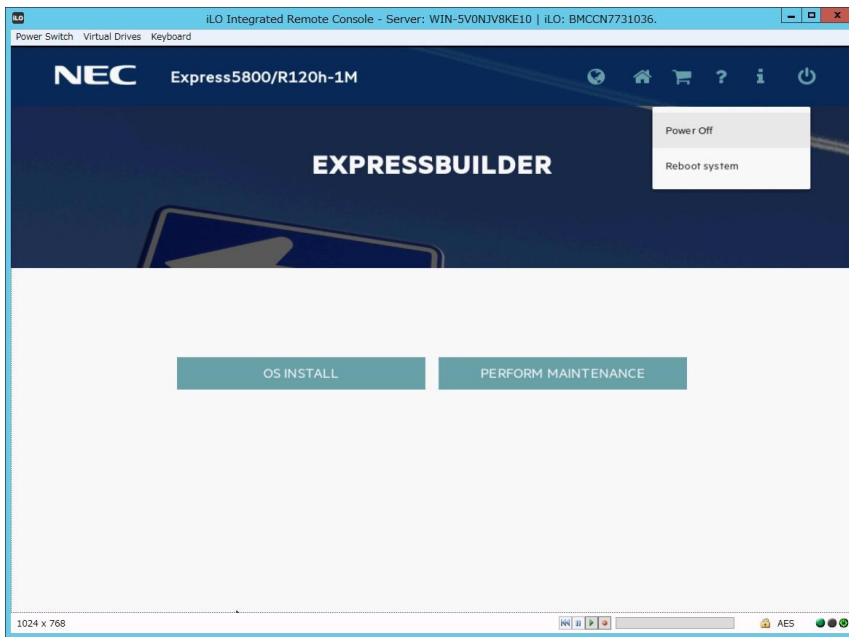 iLO
iLO Integrated Remote Console - Server: WIN-5V0NJV8KE10 | iLO: BMCCN7731036.
Power Switch Virtual Drives Keyboard
NEC Express5800/R120h-1M
Power Off
Reboot system
EXPRESSBUILDER
OS INSTALL PERFORM MAINTENANCE
1024 x 768 AES